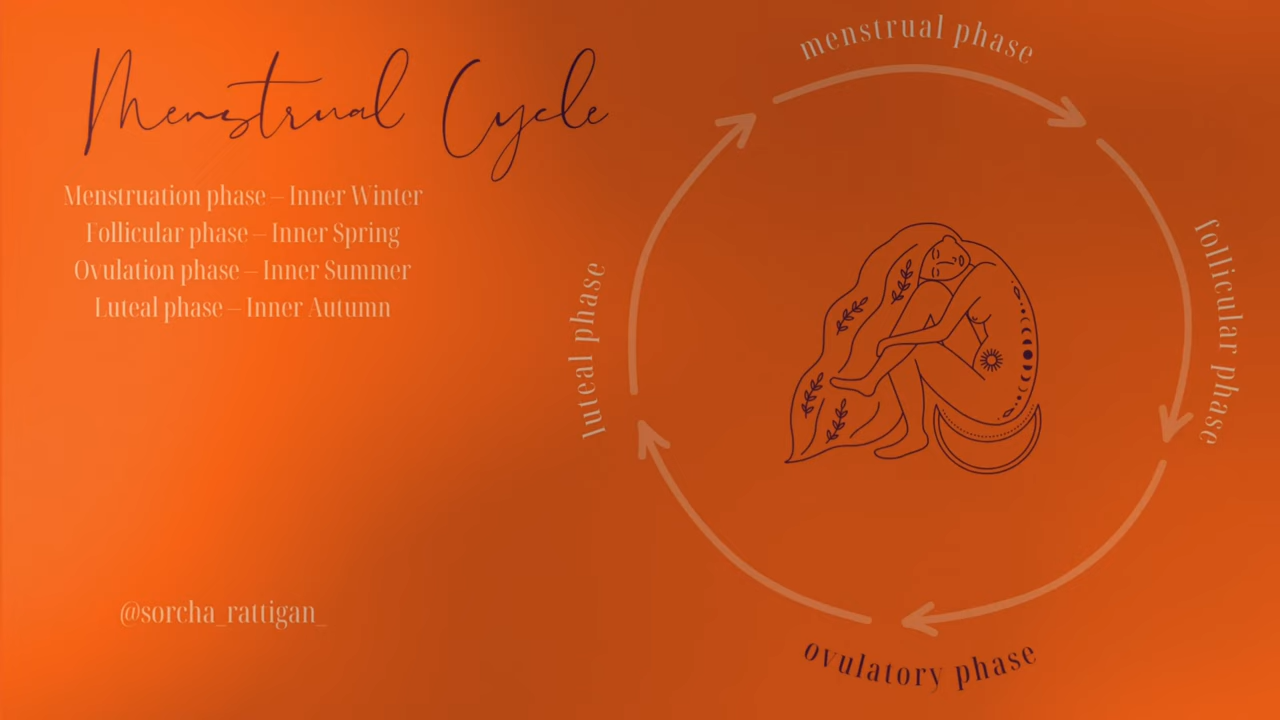 Menstrual Cycle
Menstruation phase – Inner Winter
Follicular phase – Inner Spring
Ovulation phase – Inner Summer
Luteal phase – Inner Autumn
@sorcha_rattigan_
menstrual phase
follicular phase
ovulatory phase
luteal phase